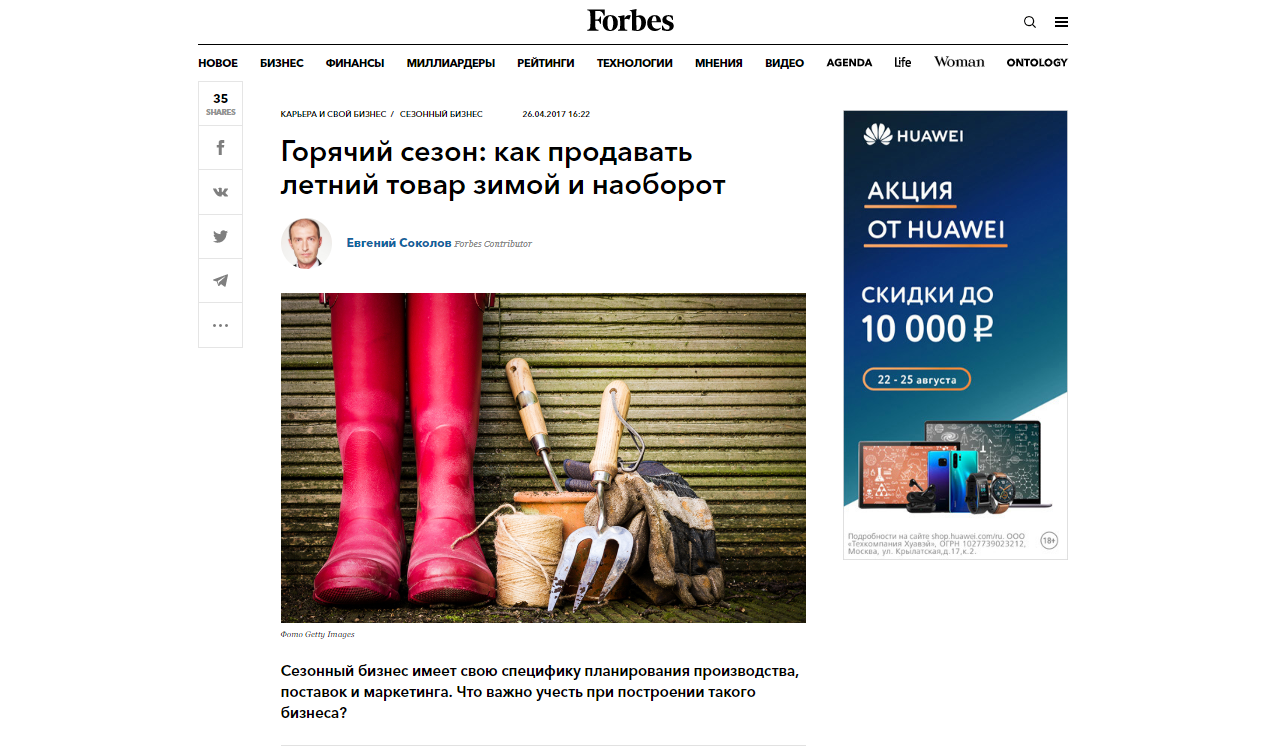 Forbes
НОВОЕ БИЗНЕС ФИНАНСЫ МИЛЛИАРДЕРЫ РЕЙТИНГИ ТЕХНОЛОГИИ МНЕНИЯ ВИДЕО AGENDA Life Woman ONTOLOGY
35
SHARES
КАРЬЕРА И СВОЙ БИЗНЕС / СЕЗОННЫЙ БИЗНЕС 26.04.2017 16:22
Горячий сезон: как продавать
летний товар зимой и наоборот
Евгений Соколов Forbes Contributor
Фото Getty Images
Сезонный бизнес имеет свою специфику планирования производства,
поставок и маркетинга. Что важно учесть при построении такого
бизнеса?
HUAWEI
АКЦИЯ
ОТ HUAWEI
СКИДКИ ДО
10 000 ₽
22 - 25 августа
Подробности на сайте shop.huawei.com/ru. ООО
«Техкомпания Хуавэй», ОГРН 1027739023212,
Москва, ул. Крылатская,д.17,к.2.
18+